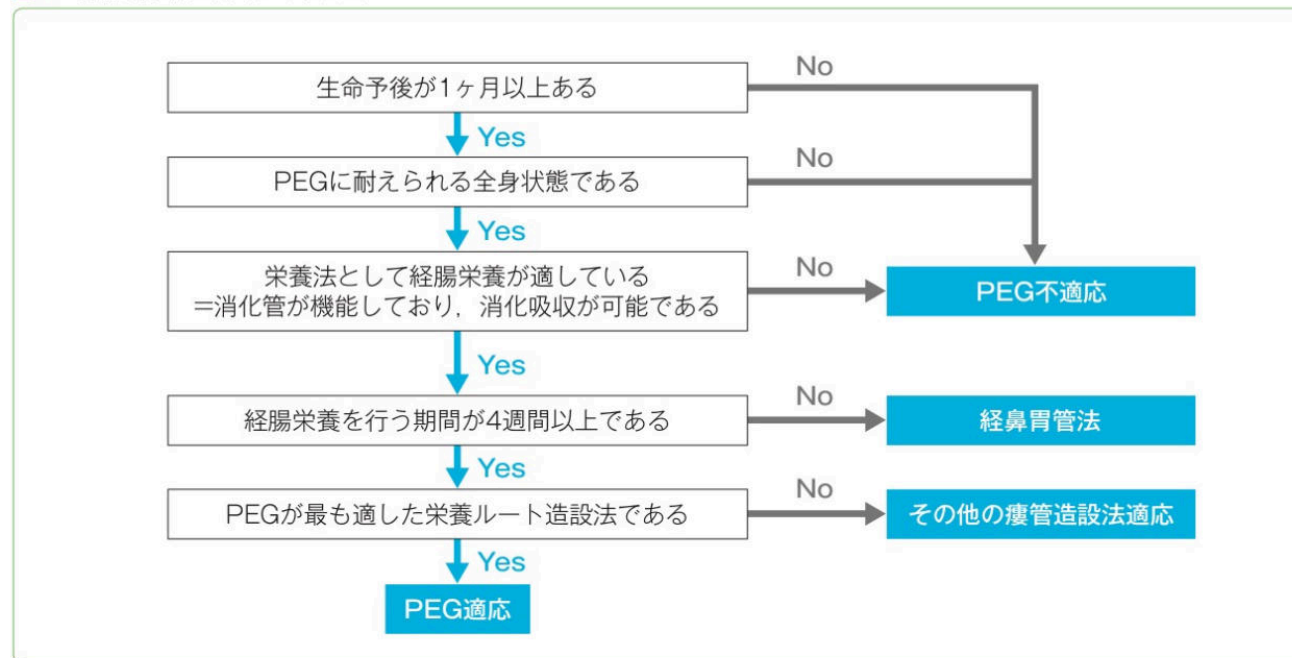 生命予後が1ヶ月以上ある
No
Yes
PEGに耐えられる全身状態である
No
Yes
栄養法として経腸栄養が適している
＝消化管が機能しており，消化吸収が可能である
No
PEG不適応
Yes
経腸栄養を行う期間が4週間以上である
No
経鼻胃管法
Yes
PEGが最も適した栄養ルート造設法である
No
その他の瘻管造設法適応
Yes
PEG適応